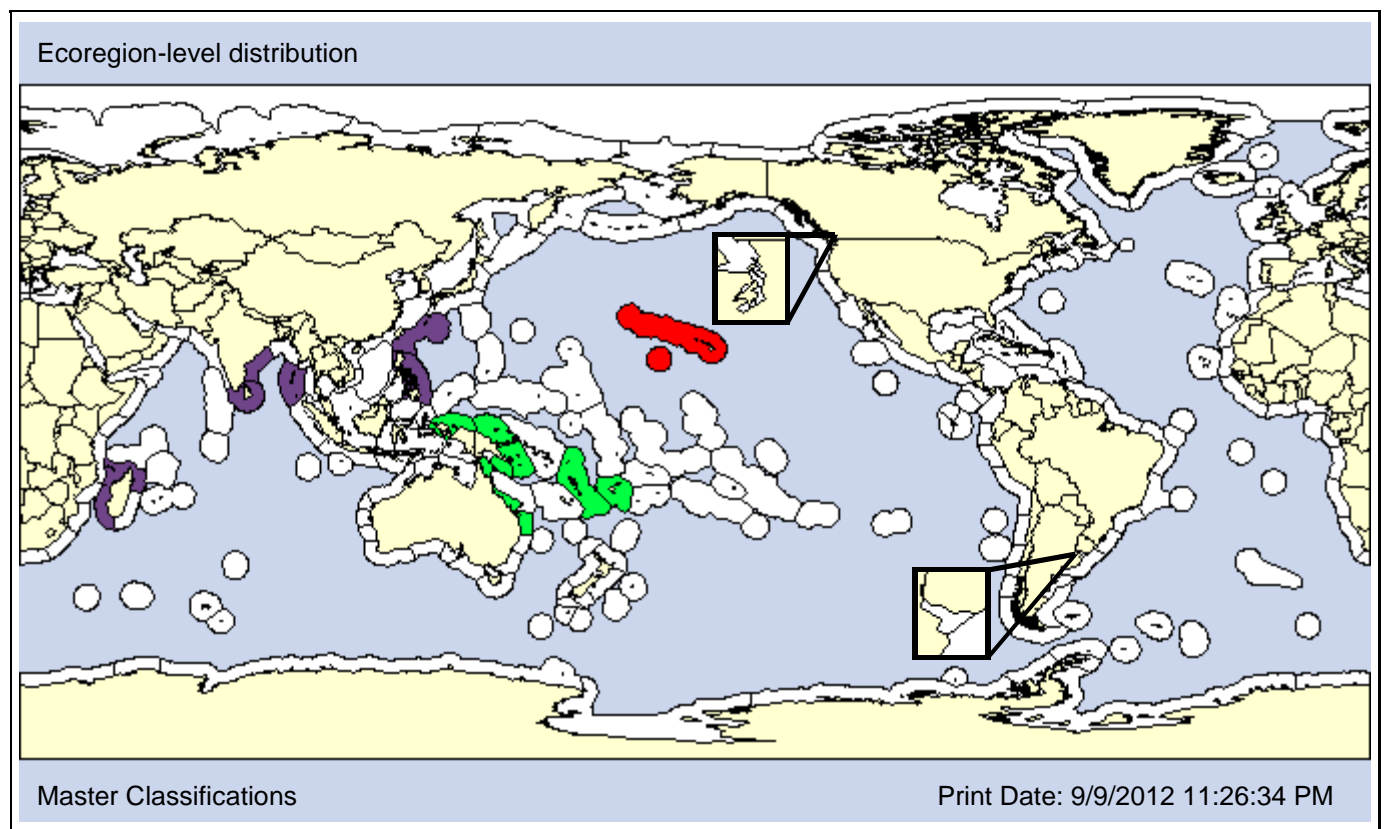 Ecoregion-level distribution
Master Classifications
Print Date: 9/9/2012 11:26:34 PM